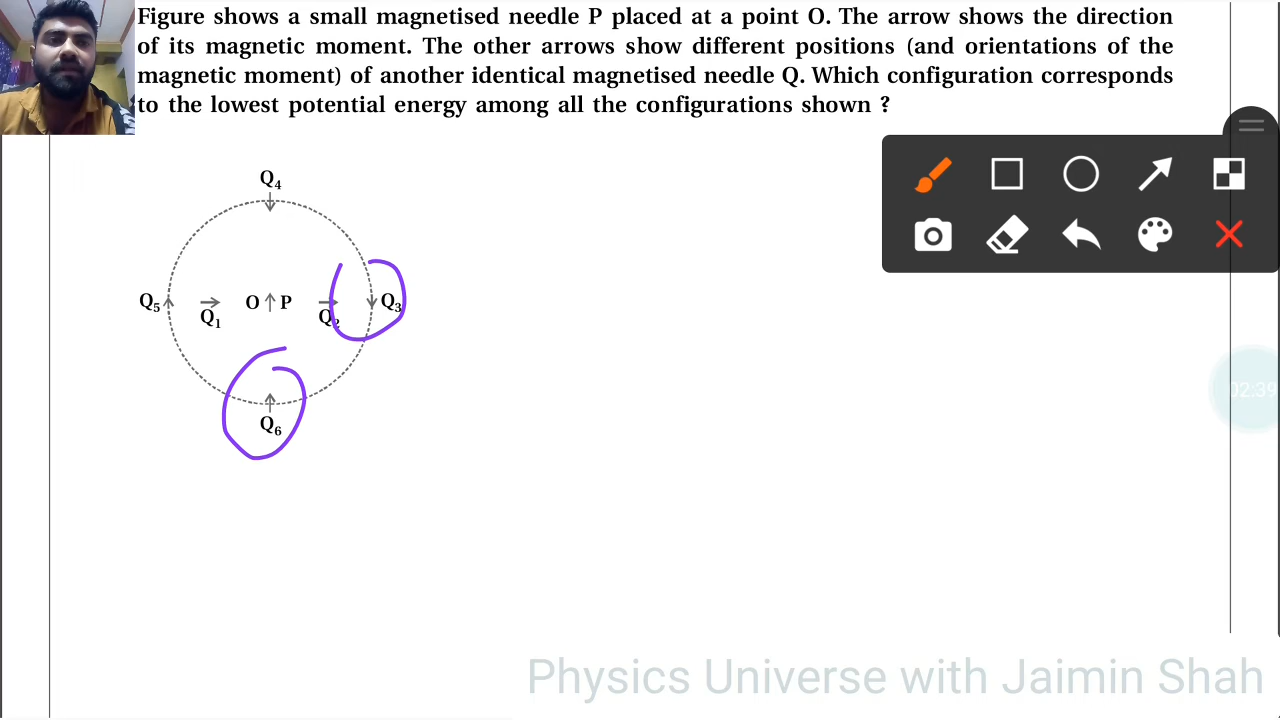 Figure shows a small magnetised needle P placed at a point O. The arrow shows the direction
of its magnetic moment. The other arrows show different positions (and orientations of the
magnetic moment) of another identical magnetised needle Q. Which configuration corresponds
to the lowest potential energy among all the configurations shown ?
Q4
Q5 Q1 O P Q2 Q3
Q6
02:39
Physics Universe with Jaimin Shah